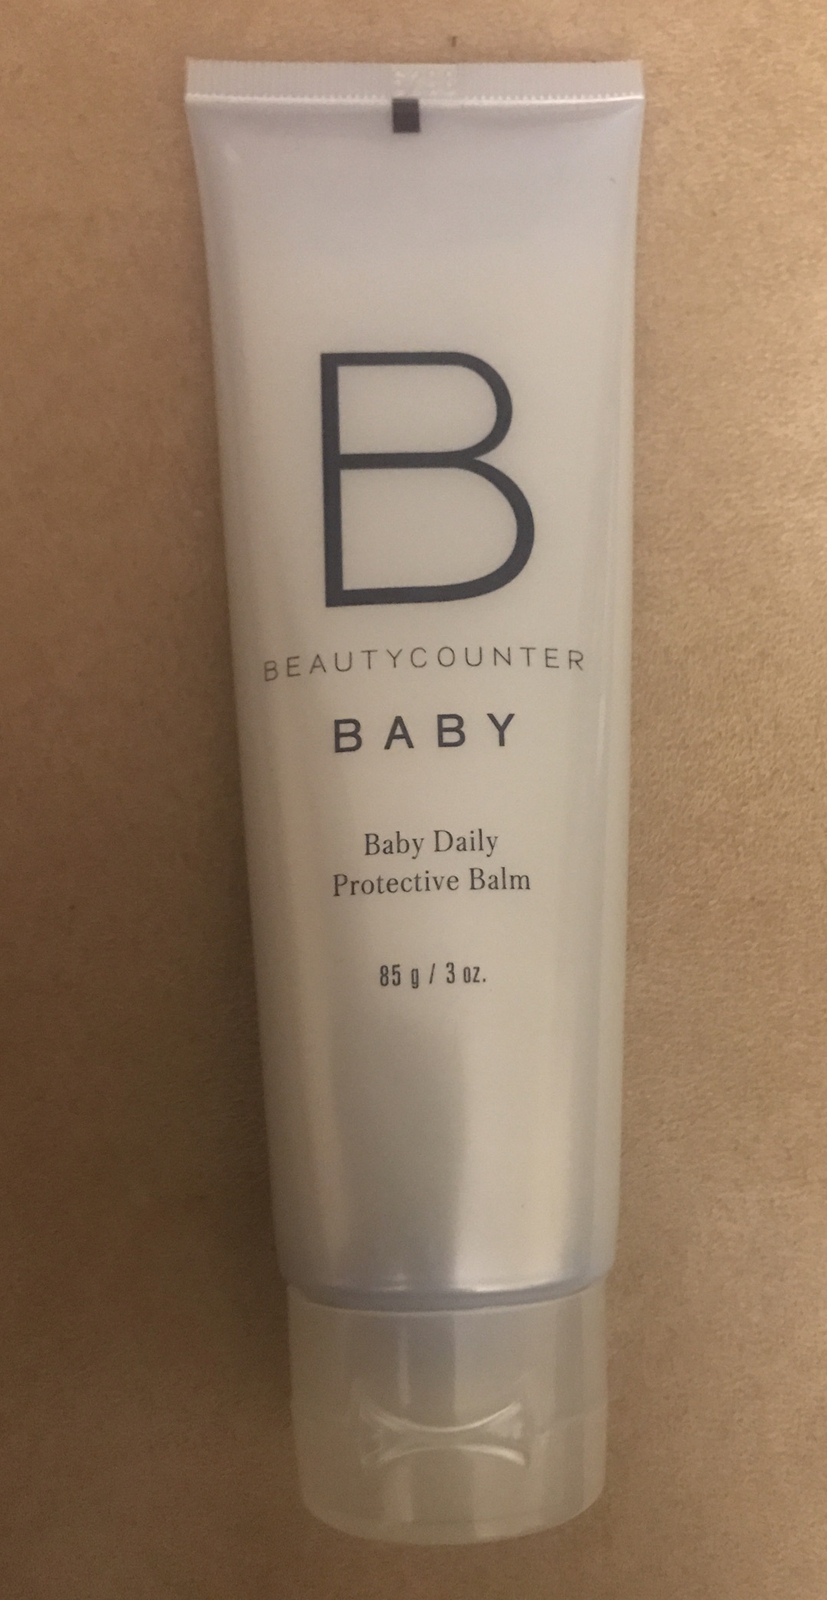 B
BEAUTYCOUNTER
BABY
Baby Daily
Protective Balm
85 g / 3 oz.